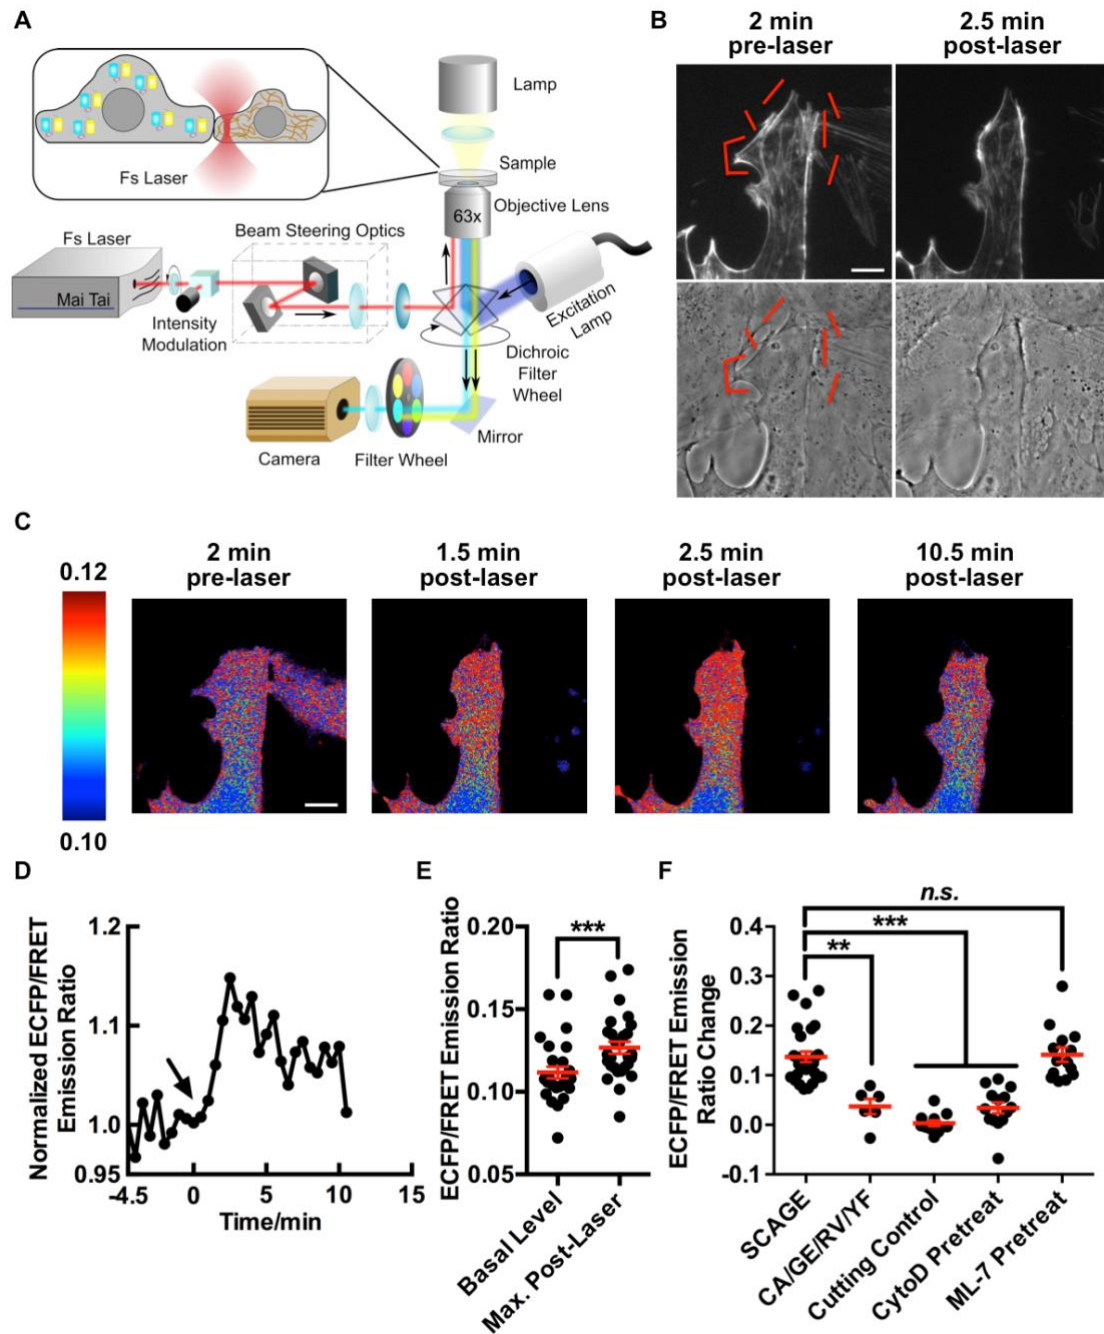 A
Lamp
Sample
Objective Lens
63x
Fs Laser
Fs Laser
Mai Tai
Intensity
Modulation
Beam Steering Optics
Excitation
Lamp
Dichroic
Filter
Wheel
Mirror
Camera
Filter Wheel
B
2 min
pre-laser
2.5 min
post-laser
C
0.12
0.10
2 min
pre-laser
1.5 min
post-laser
2.5 min
post-laser
10.5 min
post-laser
D
Normalized ECFP/FRET
Emission Ratio
1.2
1.1
1.0
0.95
-4.5
0
5
10
15
Time/min
E
ECFP/FRET Emission Ratio
0.20
0.15
0.10
0.05
***
Basal Level
Max. Post-Laser
F
ECFP/FRET Emission
Ratio Change
0.4
0.3
0.2
0.1
0.0
-0.1
n.s.
***
**
SCAGE
CA/GE/RV/YF
Cutting Control
CytoD Pretreat
ML-7 Pretreat